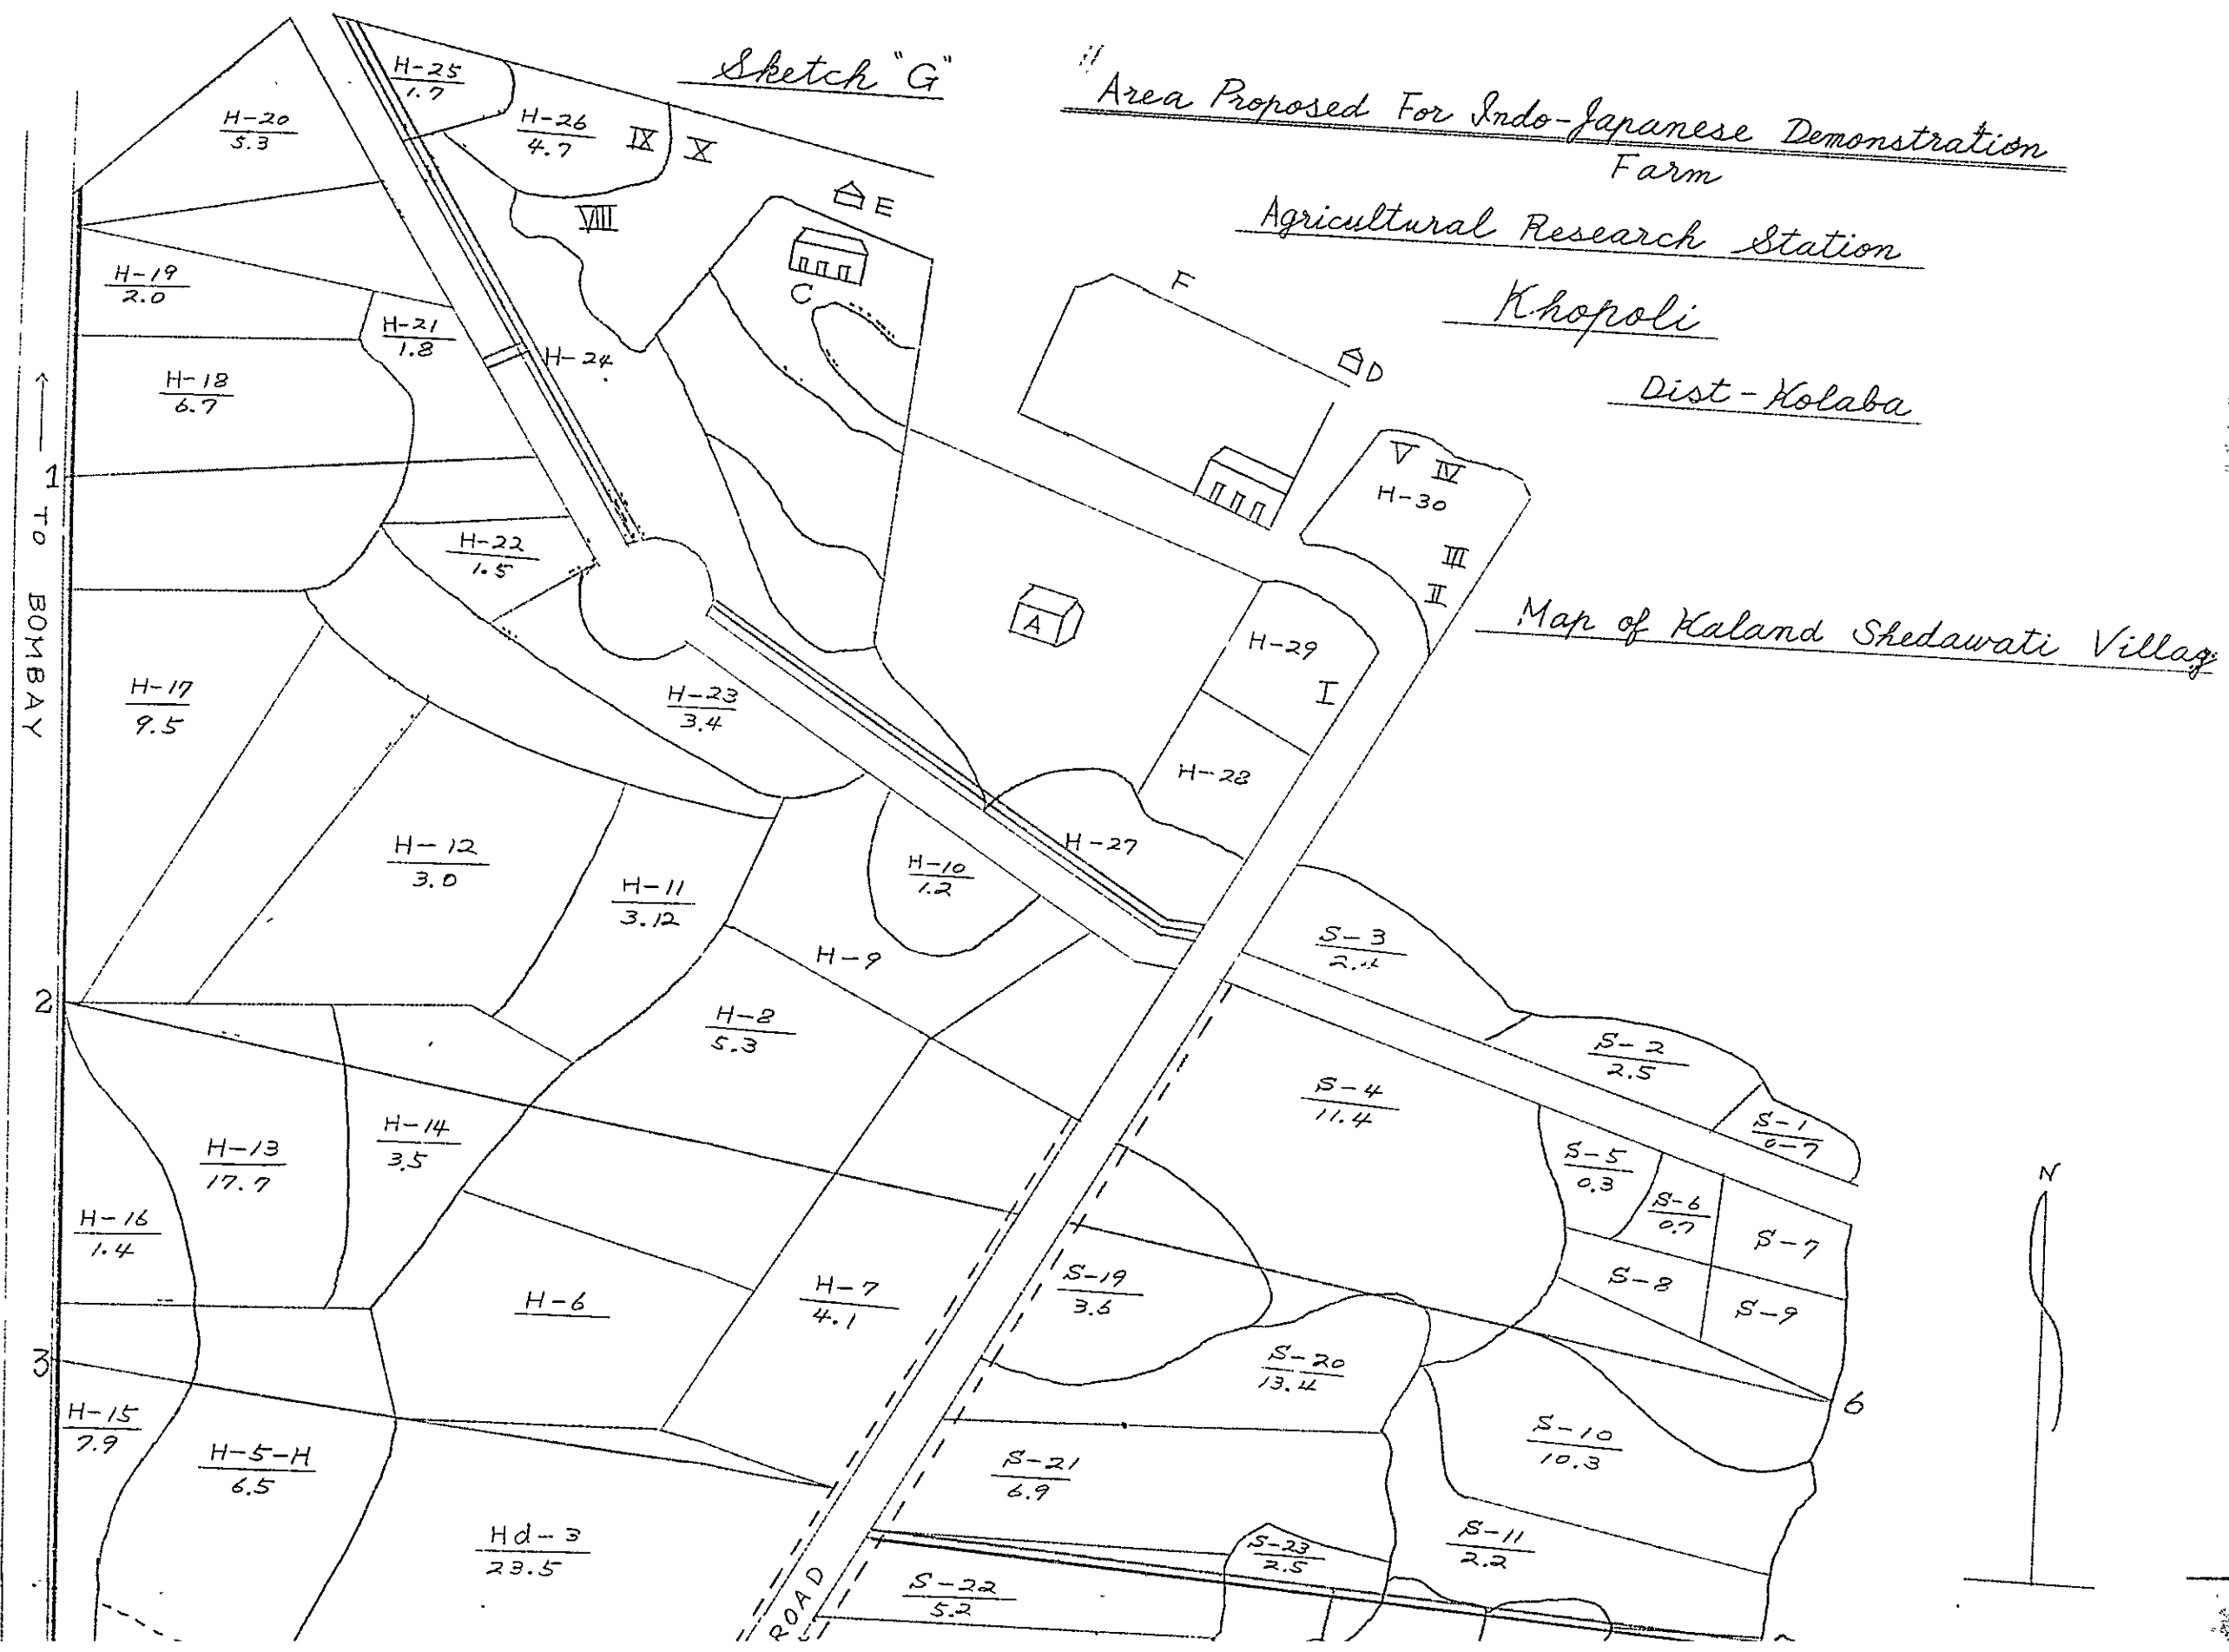 Sketch "G"
Area Proposed For Indo-Japanese Demonstration
Farm
Agricultural Research Station
Khopoli
Dist-Kolaba
Map of Kaland Shedawati Villag
H-25
1.7
H-26
4.7
IX
X
H-20
5.3
VIII
E
C
H-19
2.0
H-21
1.8
H-24
F
D
H-18
6.7
V
IV
H-30
III
II
1
TO BOMBAY
H-22
1.5
A
H-29
I
H-17
9.5
H-23
3.4
H-28
H-12
3.0
H-11
3.12
H-10
1.2
H-27
H-9
S-3
2
H-8
5.3
S-2
2.5
S-4
11.4
S-1
0-7
H-13
17.7
H-14
3.5
S-5
0.3
S-6
0.7
S-7
N
H-16
1.4
H-6
H-7
4.1
S-19
3.6
S-8
S-9
3
S-20
13.4
6
H-15
7.9
H-5-H
6.5
S-21
6.9
S-10
10.3
Hd-3
23.5
S-23
2.5
S-11
2.2
S-22
5.2
ROAD